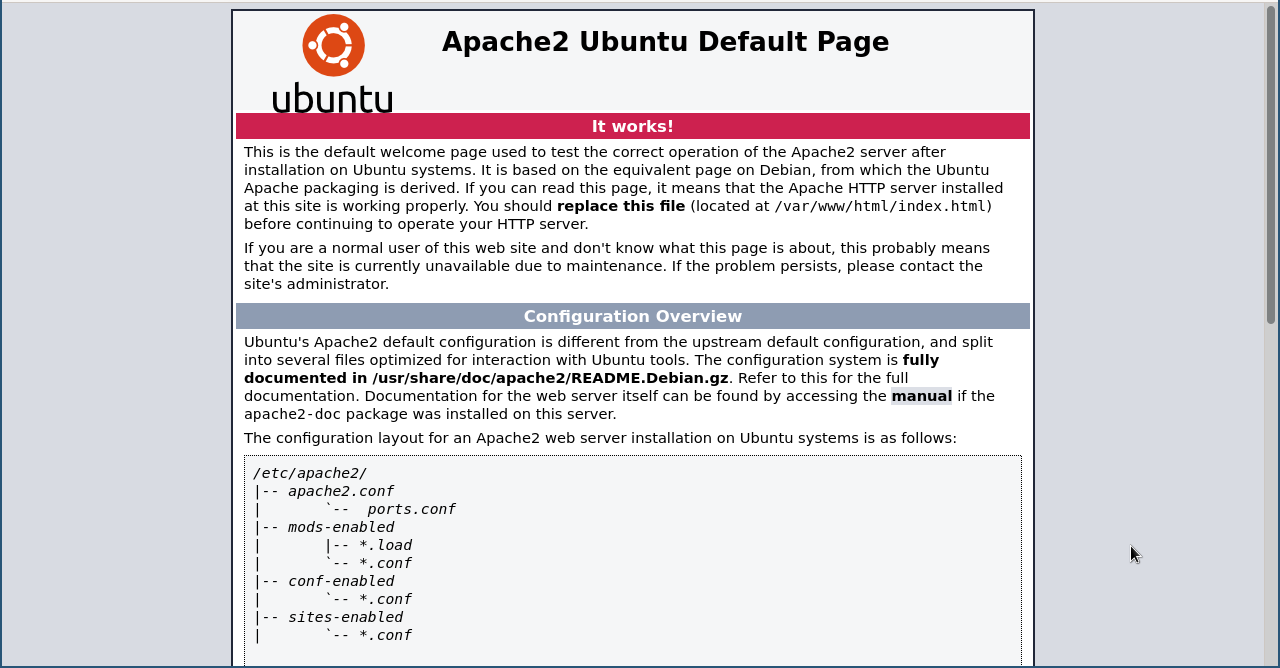 ubuntu
Apache2 Ubuntu Default Page
It works!
This is the default welcome page used to test the correct operation of the Apache2 server after
installation on Ubuntu systems. It is based on the equivalent page on Debian, from which the Ubuntu
Apache packaging is derived. If you can read this page, it means that the Apache HTTP server installed
at this site is working properly. You should replace this file (located at /var/www/html/index.html)
before continuing to operate your HTTP server.
If you are a normal user of this web site and don't know what this page is about, this probably means
that the site is currently unavailable due to maintenance. If the problem persists, please contact the
site's administrator.
Configuration Overview
Ubuntu's Apache2 default configuration is different from the upstream default configuration, and split
into several files optimized for interaction with Ubuntu tools. The configuration system is fully
documented in /usr/share/doc/apache2/README.Debian.gz. Refer to this for the full
documentation. Documentation for the web server itself can be found by accessing the manual if the
apache2-doc package was installed on this server.
The configuration layout for an Apache2 web server installation on Ubuntu systems is as follows:
/etc/apache2/
|-- apache2.conf
|       `--  ports.conf
|-- mods-enabled
|       |-- *.load
|       `-- *.conf
|-- conf-enabled
|       `-- *.conf
|-- sites-enabled
|       `-- *.conf